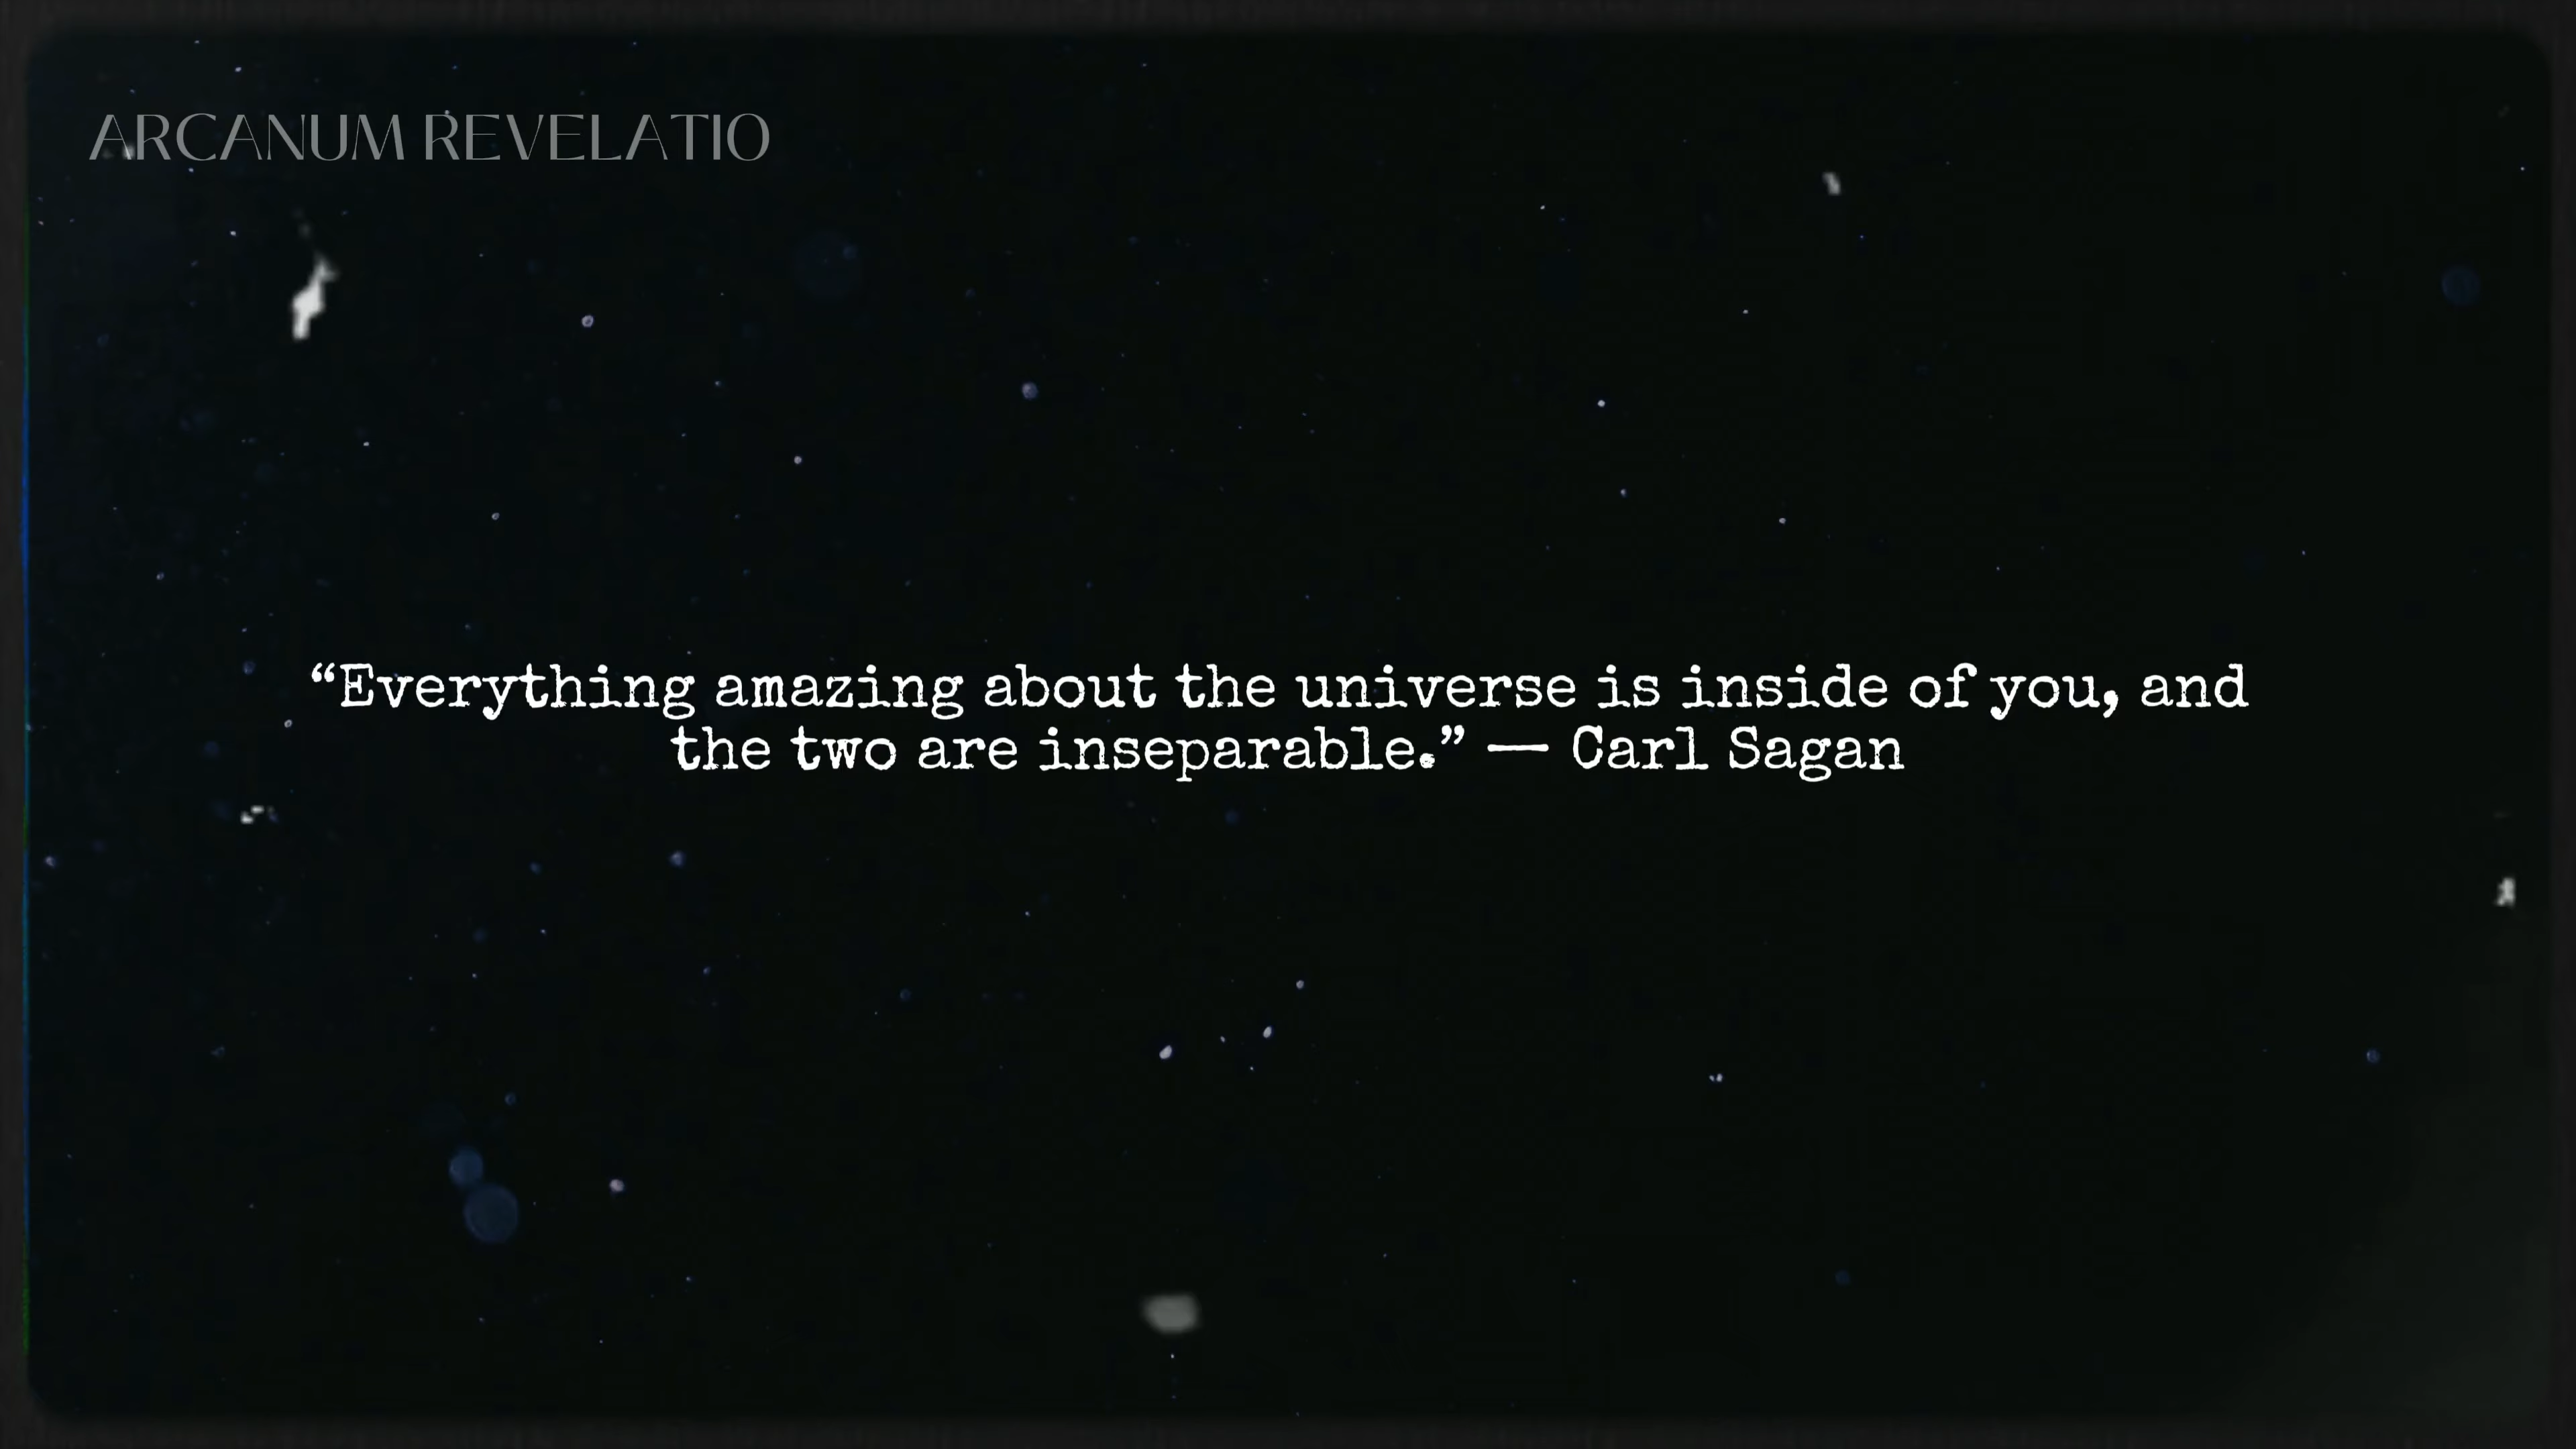 ARCANUM REVELATIO
“Everything amazing about the universe is inside of you, and
the two are inseparable.” — Carl Sagan